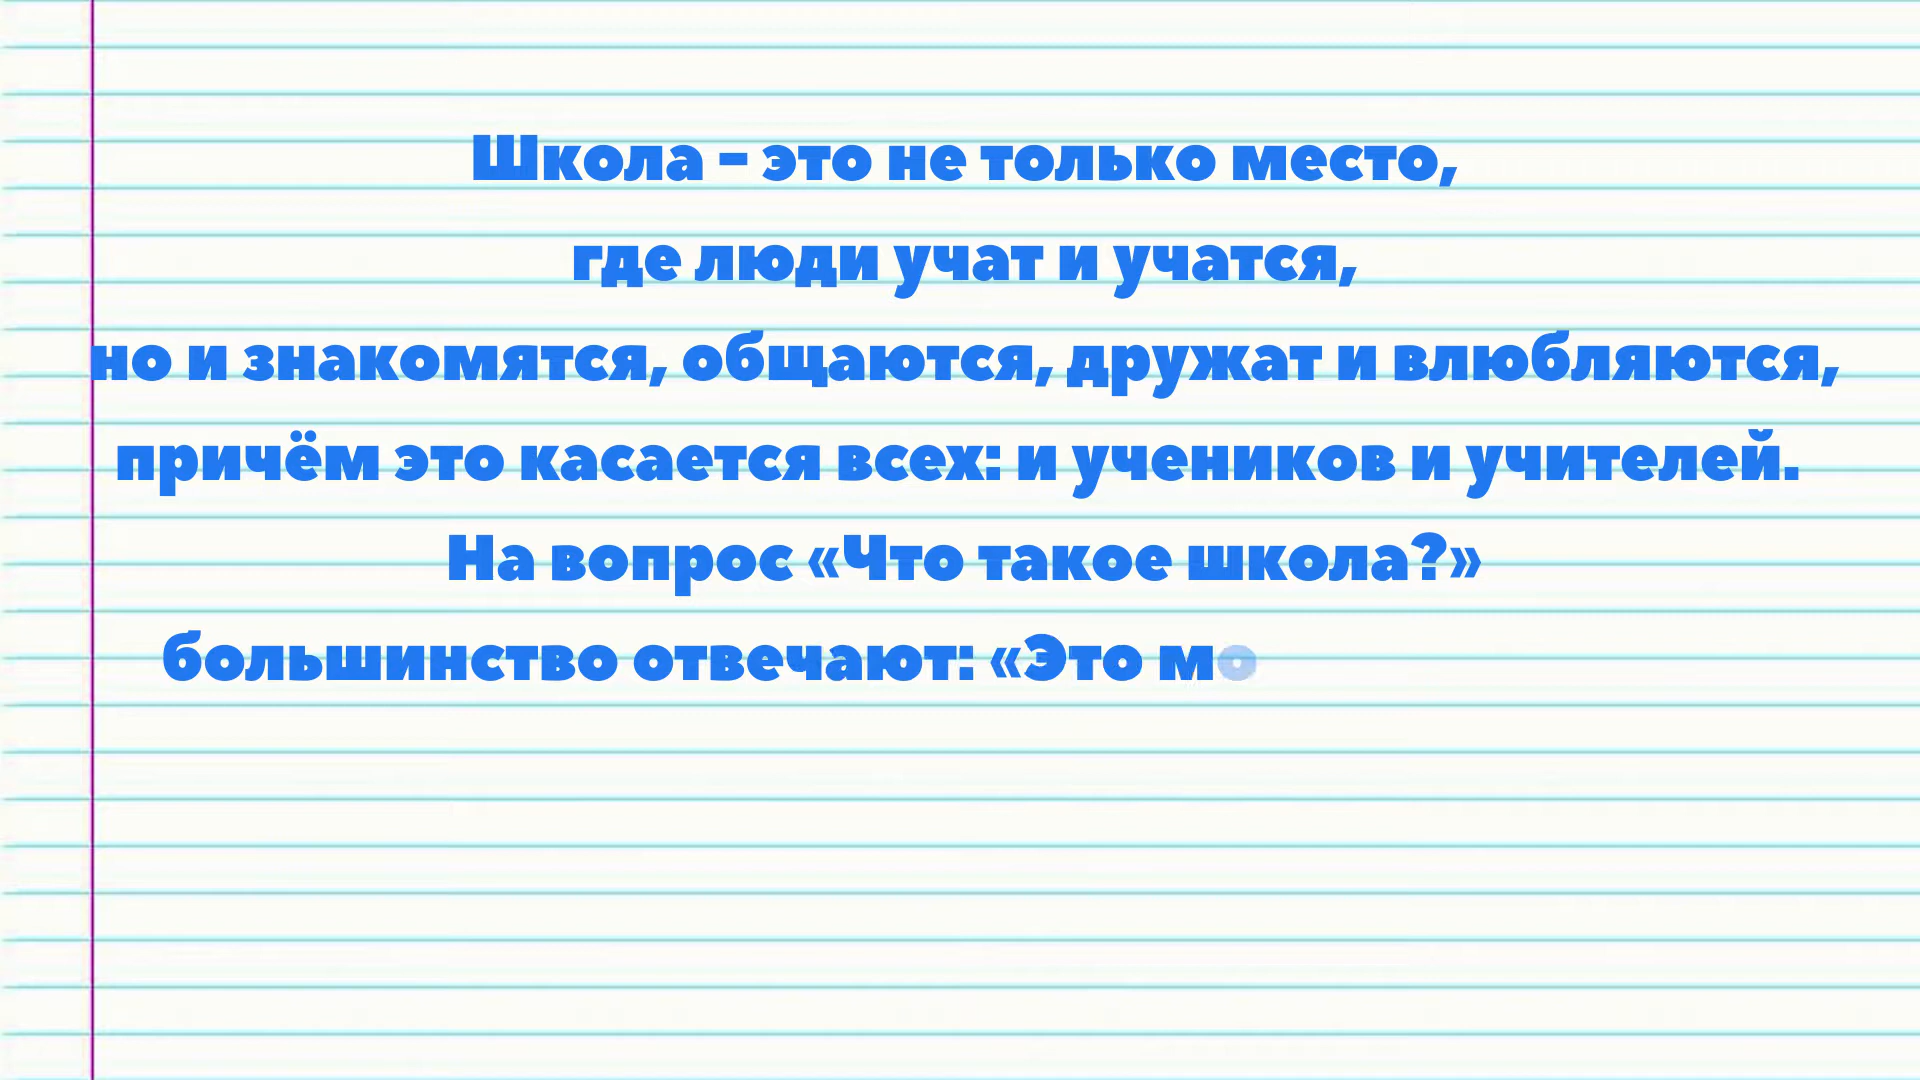 Школа – это не только место,
где люди учат и учатся,
но и знакомятся, общаются, дружат и влюбляются,
причём это касается всех: и учеников и учителей.
На вопрос «Что такое школа?»
большинство отвечают: «Это мо